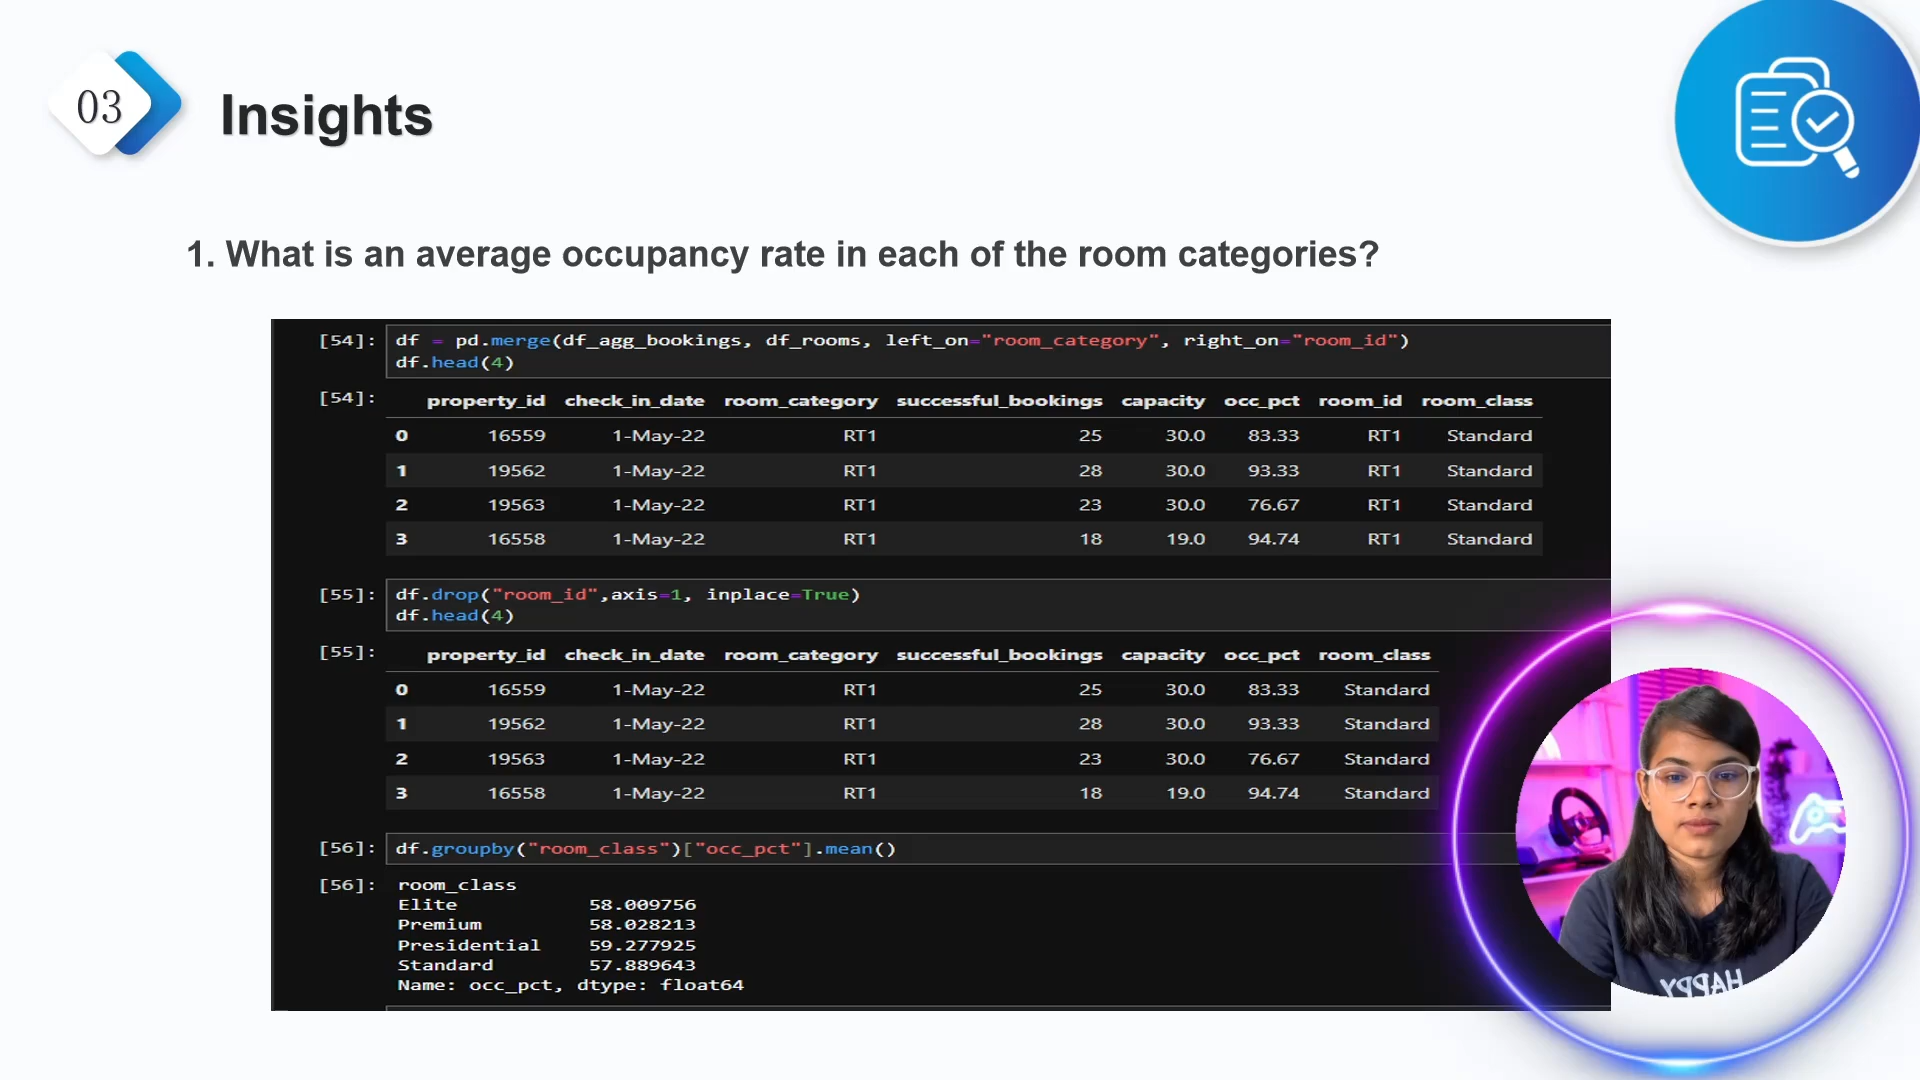 03
Insights
1. What is an average occupancy rate in each of the room categories?
[54]: df = pd.merge(df_agg_bookings, df_rooms, left_on="room_category", right_on="room_id")
df.head(4)
[54]: property_id check_in_date room_category successful_bookings capacity occ_pct room_id room_class
0 16559 1-May-22 RT1 25 30.0 83.33 RT1 Standard
1 19562 1-May-22 RT1 28 30.0 93.33 RT1 Standard
2 19563 1-May-22 RT1 23 30.0 76.67 RT1 Standard
3 16558 1-May-22 RT1 18 19.0 94.74 RT1 Standard
[55]: df.drop("room_id",axis=1, inplace=True)
df.head(4)
[55]: property_id check_in_date room_category successful_bookings capacity occ_pct room_class
0 16559 1-May-22 RT1 25 30.0 83.33 Standard
1 19562 1-May-22 RT1 28 30.0 93.33 Standard
2 19563 1-May-22 RT1 23 30.0 76.67 Standard
3 16558 1-May-22 RT1 18 19.0 94.74 Standard
[56]: df.groupby("room_class")["occ_pct"].mean()
[56]: room_class
Elite 58.009756
Premium 58.028213
Presidential 59.277925
Standard 57.889643
Name: occ_pct, dtype: float64
HAPPY